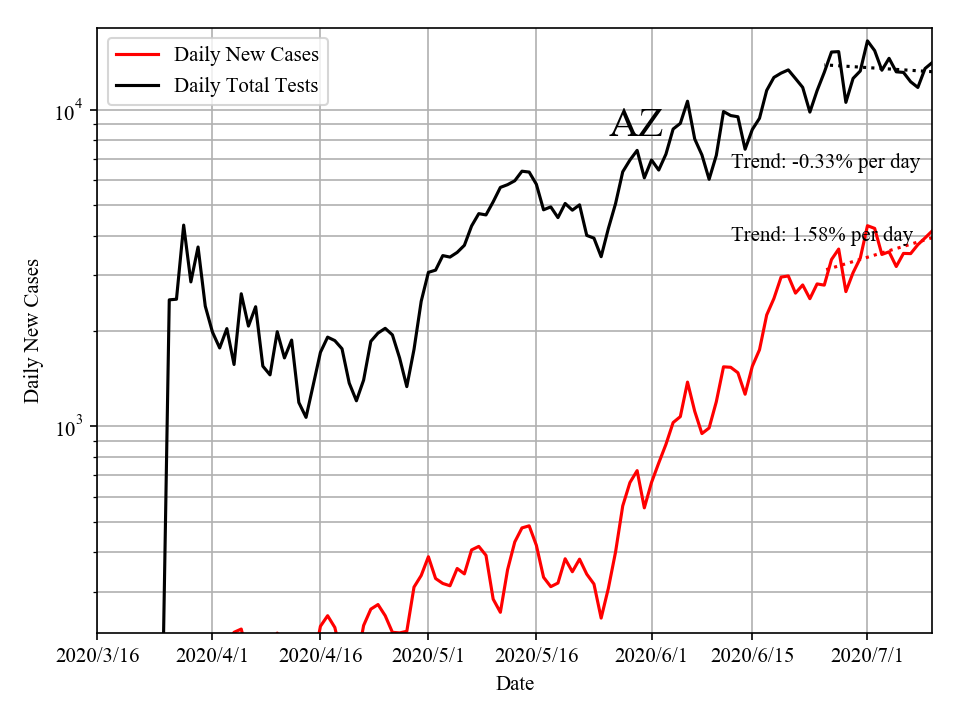 Daily New Cases
Daily Total Tests
10^4
AZ
Trend: -0.33% per day
Trend: 1.58% per day
Daily New Cases
10^3
2020/3/16 2020/4/1 2020/4/16 2020/5/1 2020/5/16 2020/6/1 2020/6/15 2020/7/1
Date